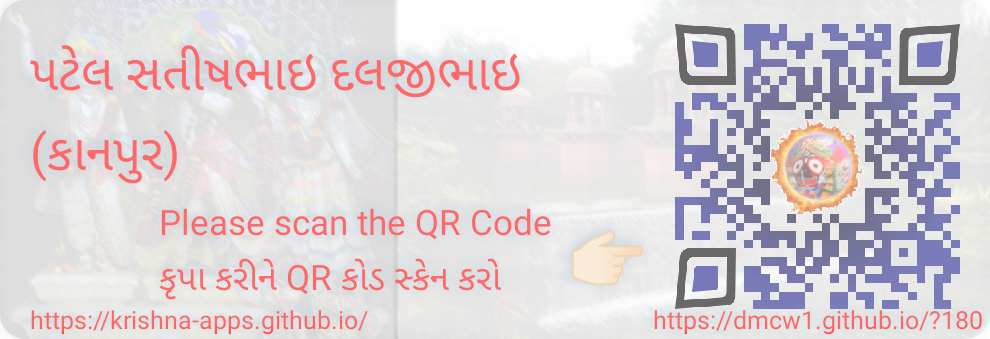 પટેલ સતીષભાઇ દલજીભાઇ
(કાનપુર)
Please scan the QR Code
કૃપા કરીને QR કોડ સ્કેન કરો
https://krishna-apps.github.io/
https://dmcw1.github.io/?180